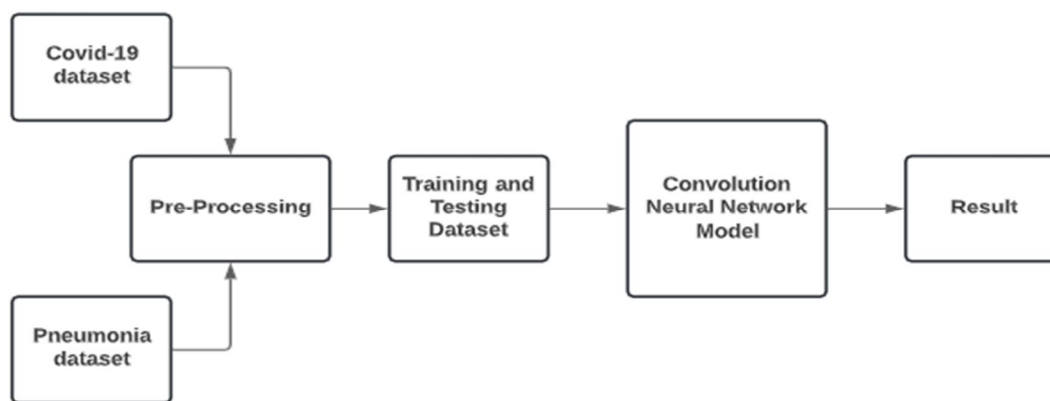 Covid-19
dataset
Pre-Processing
Training and
Testing
Dataset
Convolution
Neural Network
Model
Result
Pneumonia
dataset